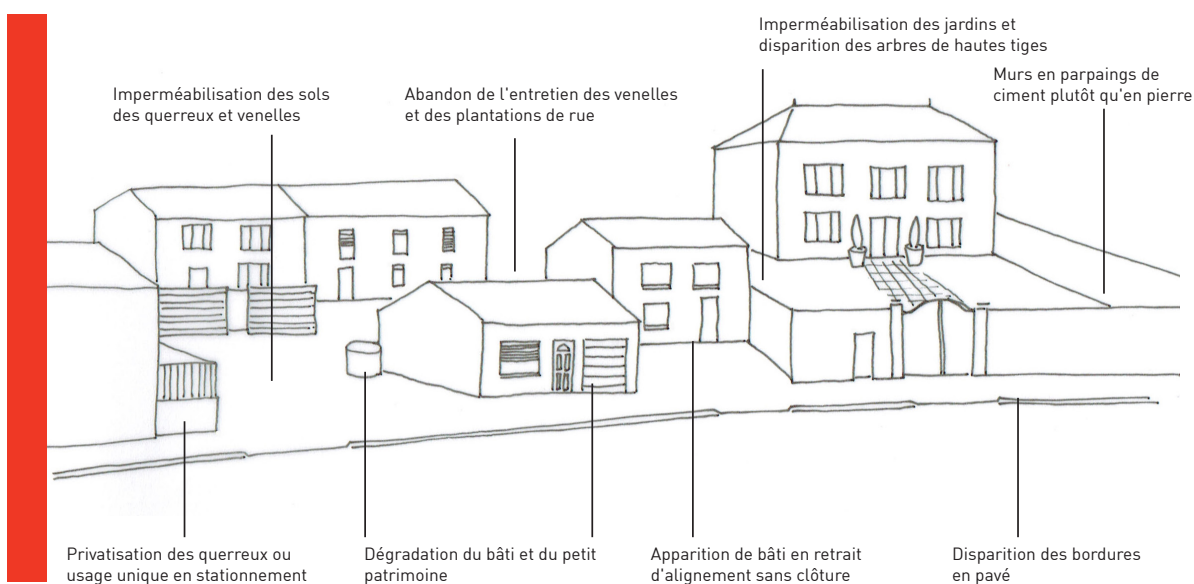 Imperméabilisation des jardins et
disparition des arbres de hautes tiges
Murs en parpaings de
ciment plutôt qu'en pierre
Imperméabilisation des sols
des querreux et venelles
Abandon de l'entretien des venelles
et des plantations de rue
Privatisation des querreux ou
usage unique en stationnement
Dégradation du bâti et du petit
patrimoine
Apparition de bâti en retrait
d'alignement sans clôture
Disparition des bordures
en pavé